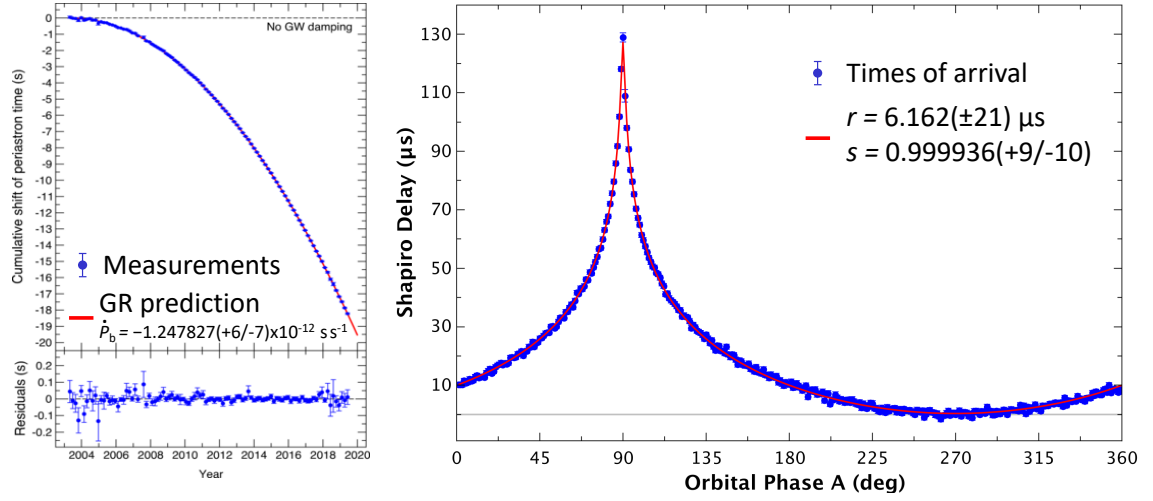 No GW damping
Cumulative shift of periastron time (s)
0
-1
-2
-3
-4
-5
-6
-7
-8
-9
-10
-11
-12
-13
-14
-15
-16
-17
-18
-19
-20
Measurements
GR prediction
Ṗb = −1.247827(+6/-7)x10⁻¹² s s⁻¹
Residuals (s)
0.2
0.1
0
-0.1
-0.2
2004 2006 2008 2010 2012 2014 2016 2018 2020
Year
Shapiro Delay (μs)
130
110
90
70
50
30
10
Times of arrival
r = 6.162(±21) μs
s = 0.999936(+9/-10)
0 45 90 135 180 225 270 315 360
Orbital Phase A (deg)